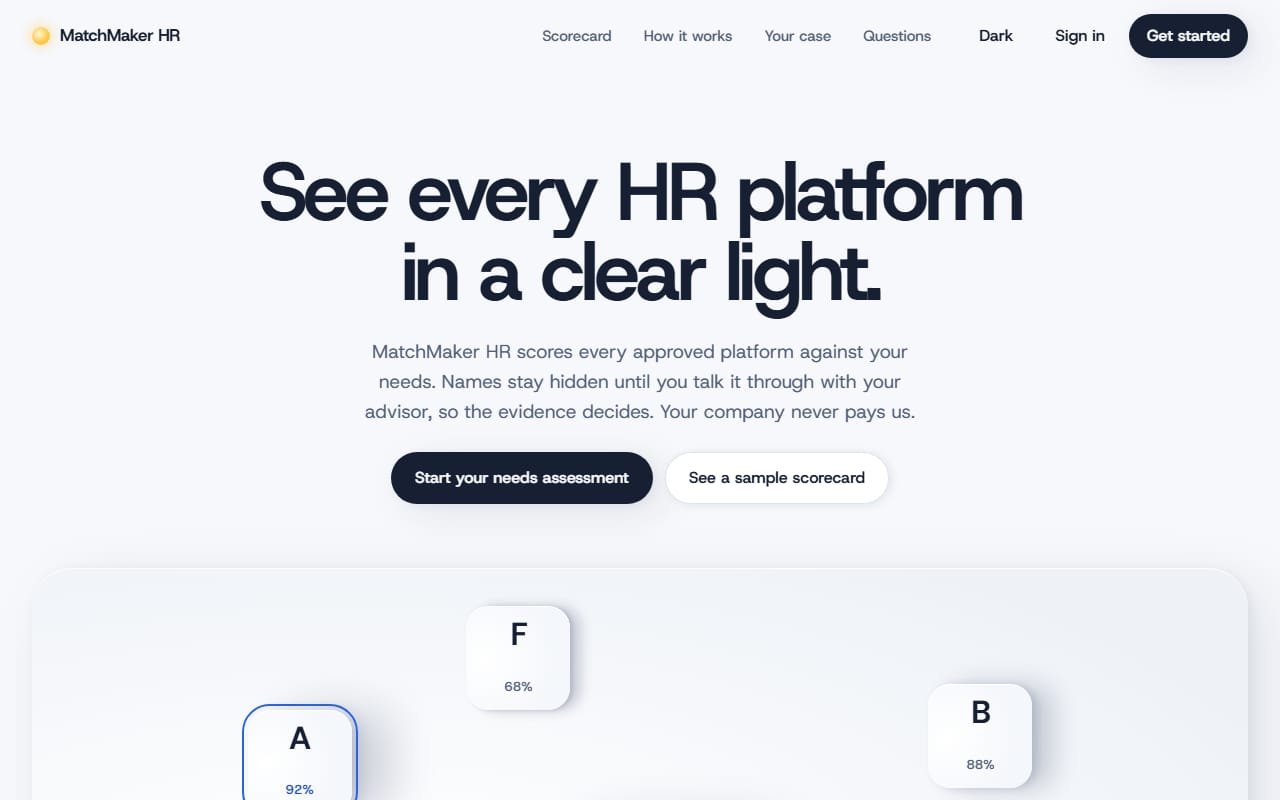 MatchMaker HR
Scorecard
How it works
Your case
Questions
Dark
Sign in
Get started
See every HR platform
in a clear light.
MatchMaker HR scores every approved platform against your
needs. Names stay hidden until you talk it through with your
advisor, so the evidence decides. Your company never pays us.
Start your needs assessment
See a sample scorecard
F
68%
B
88%
A
92%